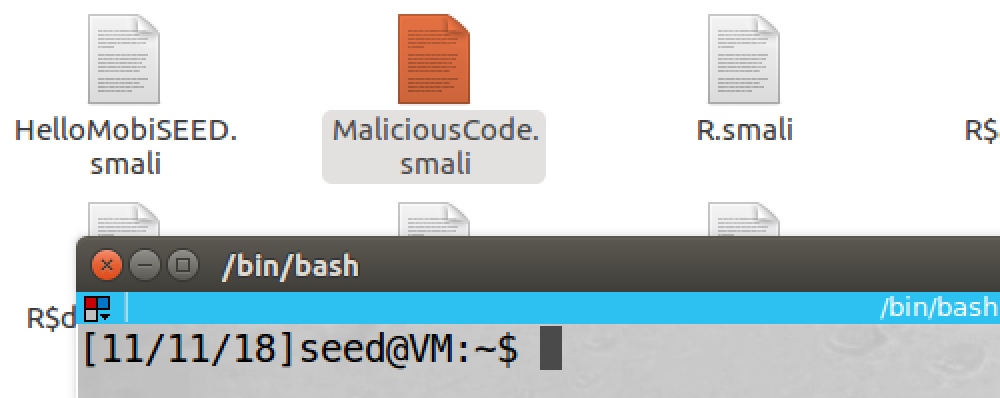 HelloMobiSEED.
smali
MaliciousCode.
smali
R.smali
R$
R$d
/bin/bash
/bin/bash
[11/11/18]seed@VM:~$